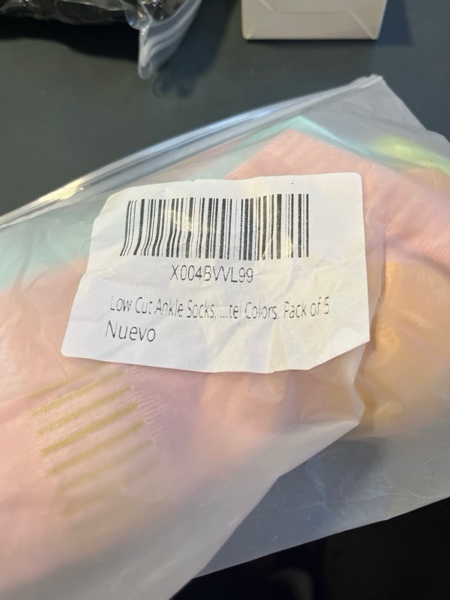 X004BVVL99
Low Cut Ankle Socks, ...tel Colors, Pack of 5
Nuevo